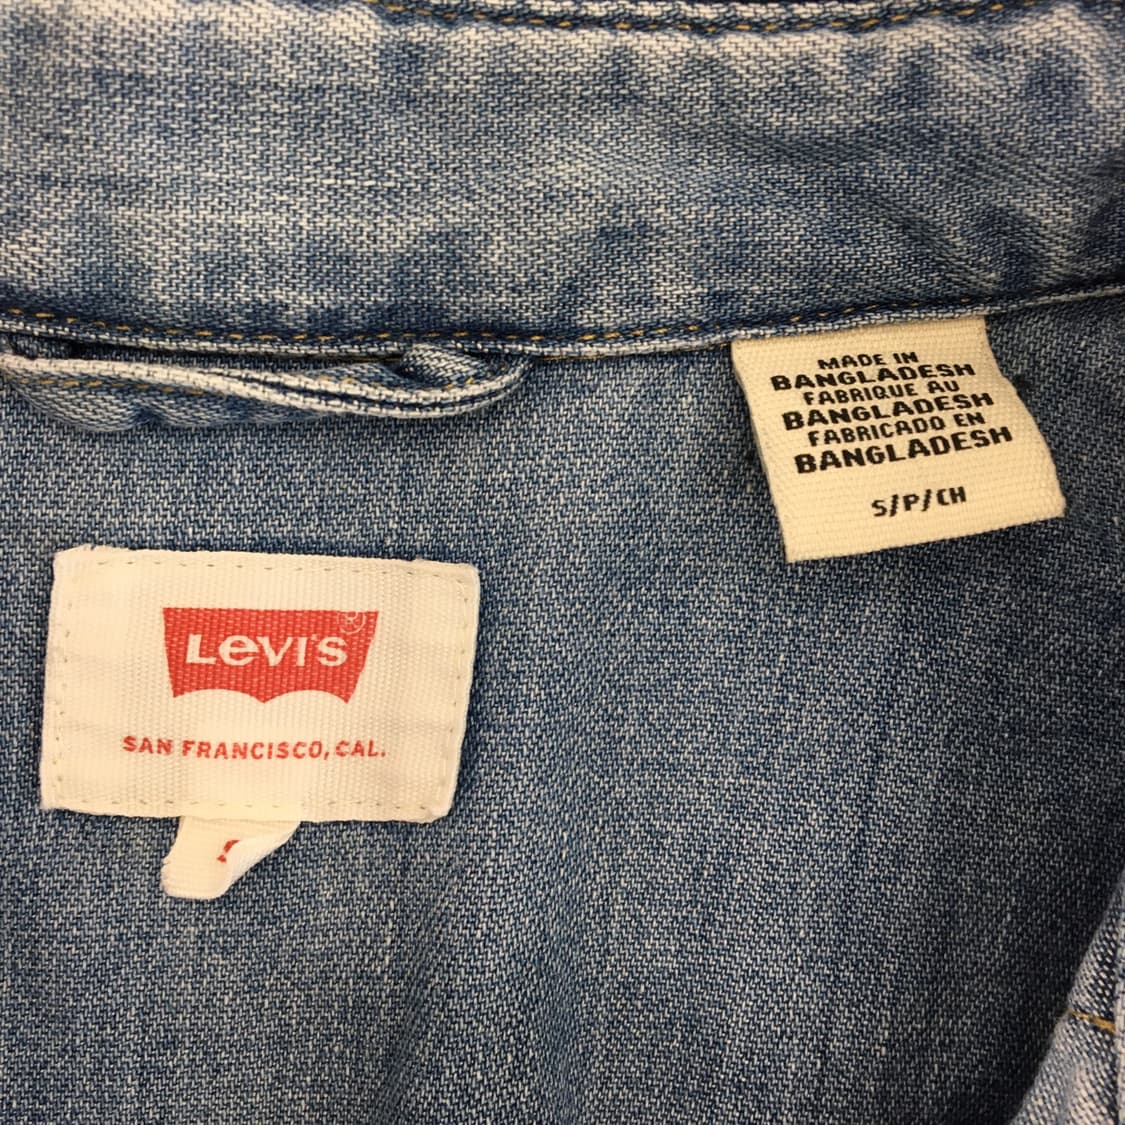 MADE IN
BANGLADESH
FABRIQUE AU
BANGLADESH
FABRICADO EN
BANGLADESH
S/P/CH
LEVI'S ®
SAN FRANCISCO, CAL.